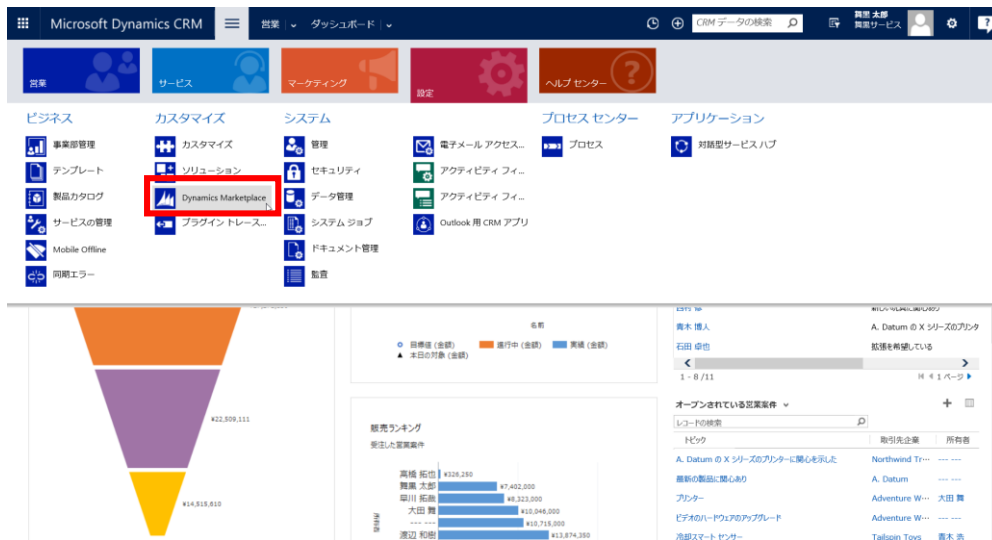 Microsoft Dynamics CRM
営業
ダッシュボード
CRM データの検索
舞黒 太郎
舞黒サービス
?
営業
サービス
マーケティング
設定
ヘルプ センター
ビジネス
カスタマイズ
システム
プロセス センター
アプリケーション
事業部管理
カスタマイズ
管理
電子メール アクセス...
プロセス
対話型サービス ハブ
テンプレート
ソリューション
セキュリティ
アクティビティ フィ...
製品カタログ
Dynamics Marketplace
データ管理
アクティビティ フィ...
サービスの管理
プラグイン トレース...
システム ジョブ
Outlook 用 CRM アプリ
Mobile Offline
ドキュメント管理
同期エラー
監査
名前
目標値 (金額)
進行中 (金額)
実績 (金額)
本日の対象 (金額)
青木 博人
A. Datum の X シリーズのプリンタ
石田 卓也
拡張を希望している
1 - 8 /11
1 ページ
¥22,509,111
¥14,515,610
販売ランキング
受注した営業案件
高橋 拓也
¥326,250
舞黒 太郎
¥7,402,000
早川 拓哉
¥8,323,000
大田 舞
¥10,046,000
--- ---
¥10,715,000
渡辺 和樹
¥13,874,350
所有者
オープンされている営業案件
レコードの検索
トピック
取引先企業
所有者
A. Datum の X シリーズのプリンターに関心を示した
Northwind Tr…
--- ---
最新の製品に関心あり
A. Datum
--- ---
プリンター
Adventure W…
大田 舞
ビデオのハードウェアのアップグレード
Adventure W…
--- ---
冷却スマート センサー
Tailspin Toys
青木 浩